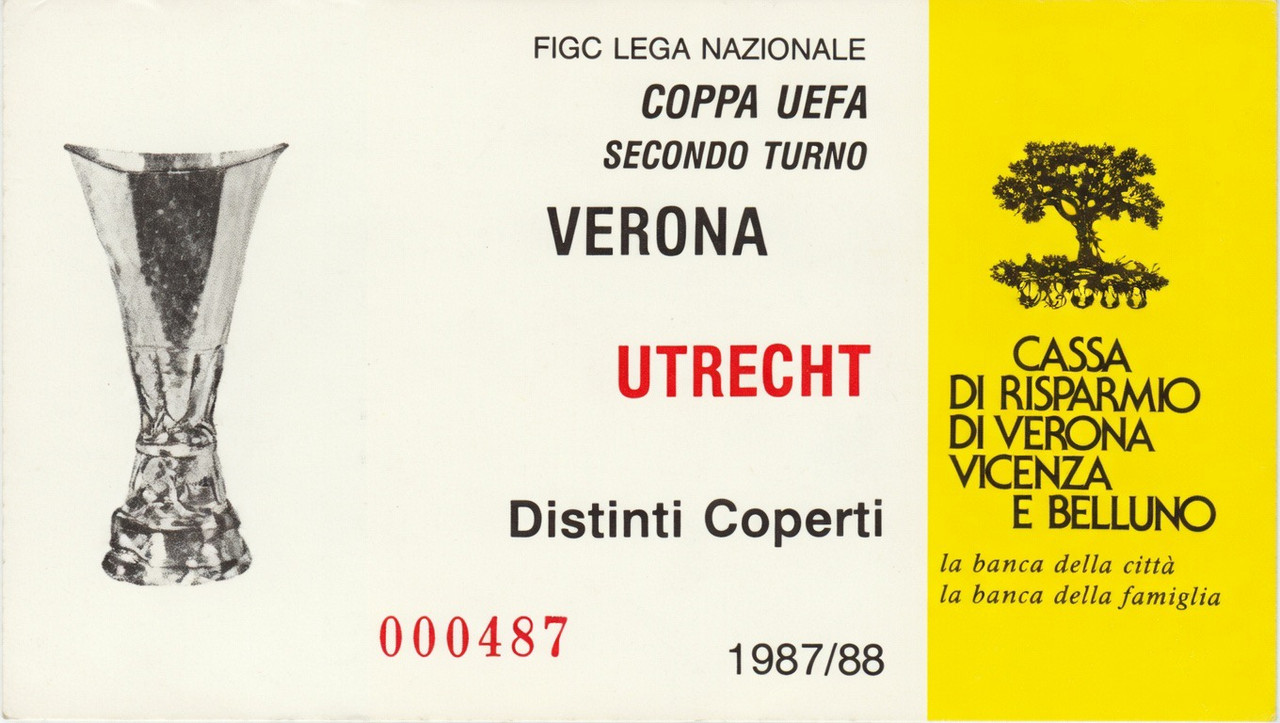 FIGC LEGA NAZIONALE
COPPA UEFA
SECONDO TURNO
VERONA
UTRECHT
Distinti Coperti
000487
1987/88
CASSA
DI RISPARMIO
DI VERONA
VICENZA
E BELLUNO
la banca della città
la banca della famiglia